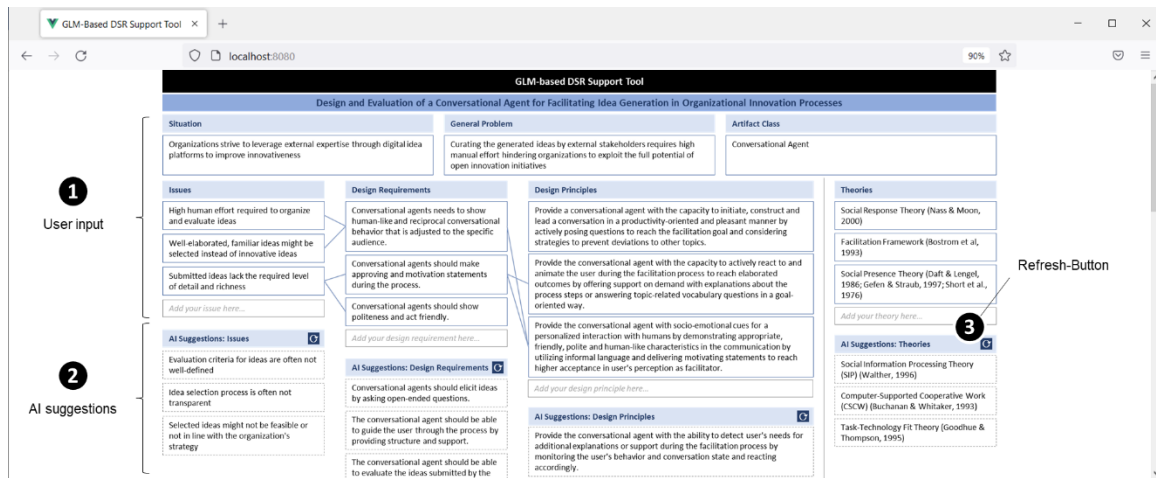 GLM-Based DSR Support Tool
localhost:8080
90%
GLM-based DSR Support Tool
Design and Evaluation of a Conversational Agent for Facilitating Idea Generation in Organizational Innovation Processes
Situation
Organizations strive to leverage external expertise through digital idea
platforms to improve innovativeness
General Problem
Curating the generated ideas by external stakeholders requires high
manual effort hindering organizations to exploit the full potential of
open innovation initiatives
Artifact Class
Conversational Agent
1
User input
Issues
High human effort required to organize
and evaluate ideas
Well-elaborated, familiar ideas might be
selected instead of innovative ideas
Submitted ideas lack the required level
of detail and richness
Add your issue here...
Design Requirements
Conversational agents needs to show
human-like and reciprocal conversational
behavior that is adjusted to the specific
audience.
Conversational agents should make
approving and motivation statements
during the process.
Conversational agents should show
politeness and act friendly.
Add your design requirement here...
Design Principles
Provide a conversational agent with the capacity to initiate, construct and
lead a conversation in a productivity-oriented and pleasant manner by
actively posing questions to reach the facilitation goal and considering
strategies to prevent deviations to other topics.
Provide the conversational agent with the capacity to actively react to and
animate the user during the facilitation process to reach elaborated
outcomes by offering support on demand with explanations about the
process steps or answering topic-related vocabulary questions in a goal-
oriented way.
Provide the conversational agent with socio-emotional cues for a
personalized interaction with humans by demonstrating appropriate,
friendly, polite and human-like characteristics in the communication by
utilizing informal language and delivering motivating statements to reach
higher acceptance in user's perception as facilitator.
Add your design principle here...
Theories
Social Response Theory (Nass & Moon,
2000)
Facilitation Framework (Bostrom et al,
1993)
Social Presence Theory (Daft & Lengel,
1986; Gefen & Straub, 1997; Short et al.,
1976)
Add your theory here...
Refresh-Button
3
2
AI suggestions
AI Suggestions: Issues
Evaluation criteria for ideas are often not
well-defined
Idea selection process is often not
transparent
Selected ideas might not be feasible or
not in line with the organization's
strategy
AI Suggestions: Design Requirements
Conversational agents should elicit ideas
by asking open-ended questions.
The conversational agent should be able
to guide the user through the process by
providing structure and support.
The conversational agent should be able
to evaluate the ideas submitted by the
AI Suggestions: Design Principles
Provide the conversational agent with the ability to detect user's needs for
additional explanations or support during the facilitation process by
monitoring the user's behavior and conversation state and reacting
accordingly.
AI Suggestions: Theories
Social Information Processing Theory
(SIP) (Walther, 1996)
Computer-Supported Cooperative Work
(CSCW) (Buchanan & Whitaker, 1993)
Task-Technology Fit Theory (Goodhue &
Thompson, 1995)